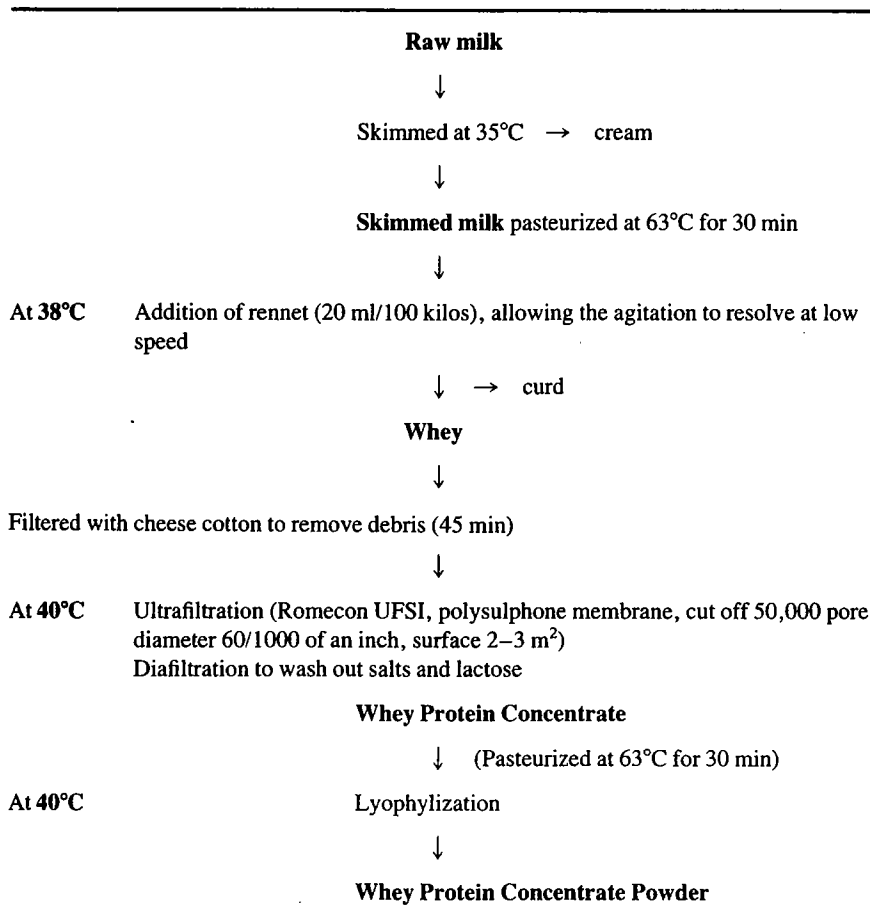 Raw milk
↓
Skimmed at 35°C → cream
↓
Skimmed milk pasteurized at 63°C for 30 min
↓
At 38°C Addition of rennet (20 ml/100 kilos), allowing the agitation to resolve at low
speed
↓ → curd
Whey
↓
Filtered with cheese cotton to remove debris (45 min)
↓
At 40°C Ultrafiltration (Romecon UFSI, polysulphone membrane, cut off 50,000 pore
diameter 60/1000 of an inch, surface 2–3 m²)
Diafiltration to wash out salts and lactose
Whey Protein Concentrate
↓ (Pasteurized at 63°C for 30 min)
At 40°C Lyophylization
↓
Whey Protein Concentrate Powder